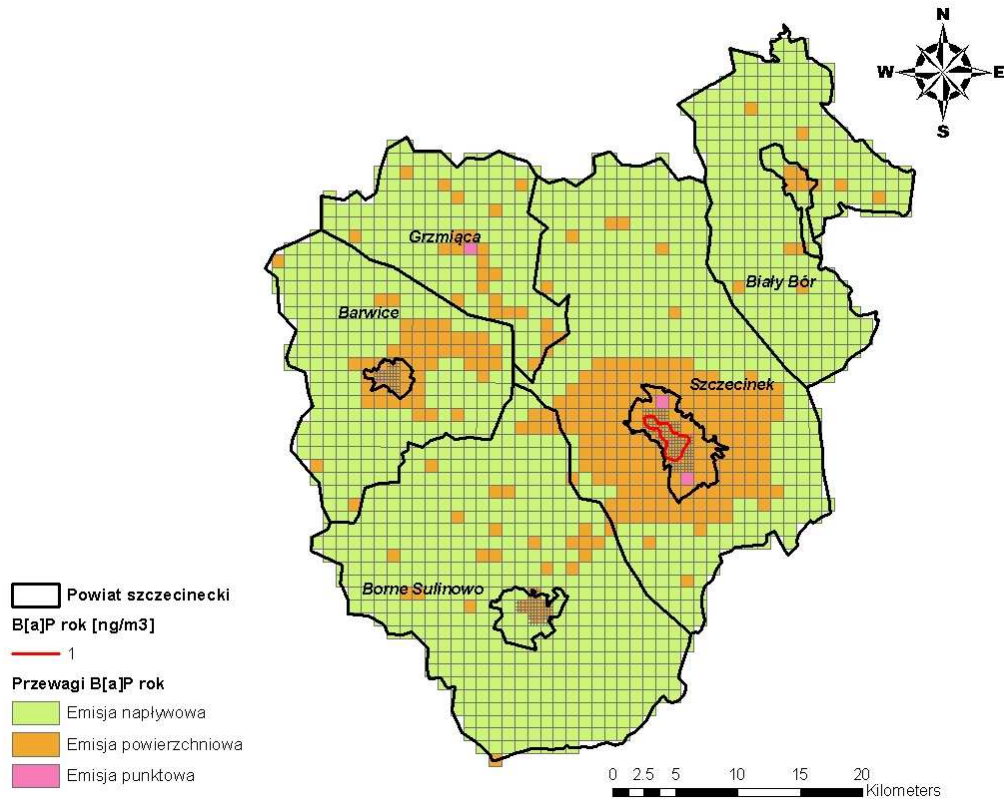 N
W E
S
Grzmiąca
Biały Bór
Barwice
Szczecinek
Borne Sulinowo
Powiat szczecinecki
B[a]P rok [ng/m3]
1
Przewagi B[a]P rok
Emisja napływowa
Emisja powierzchniowa
Emisja punktowa
0 2.5 5 10 15 20
Kilometers